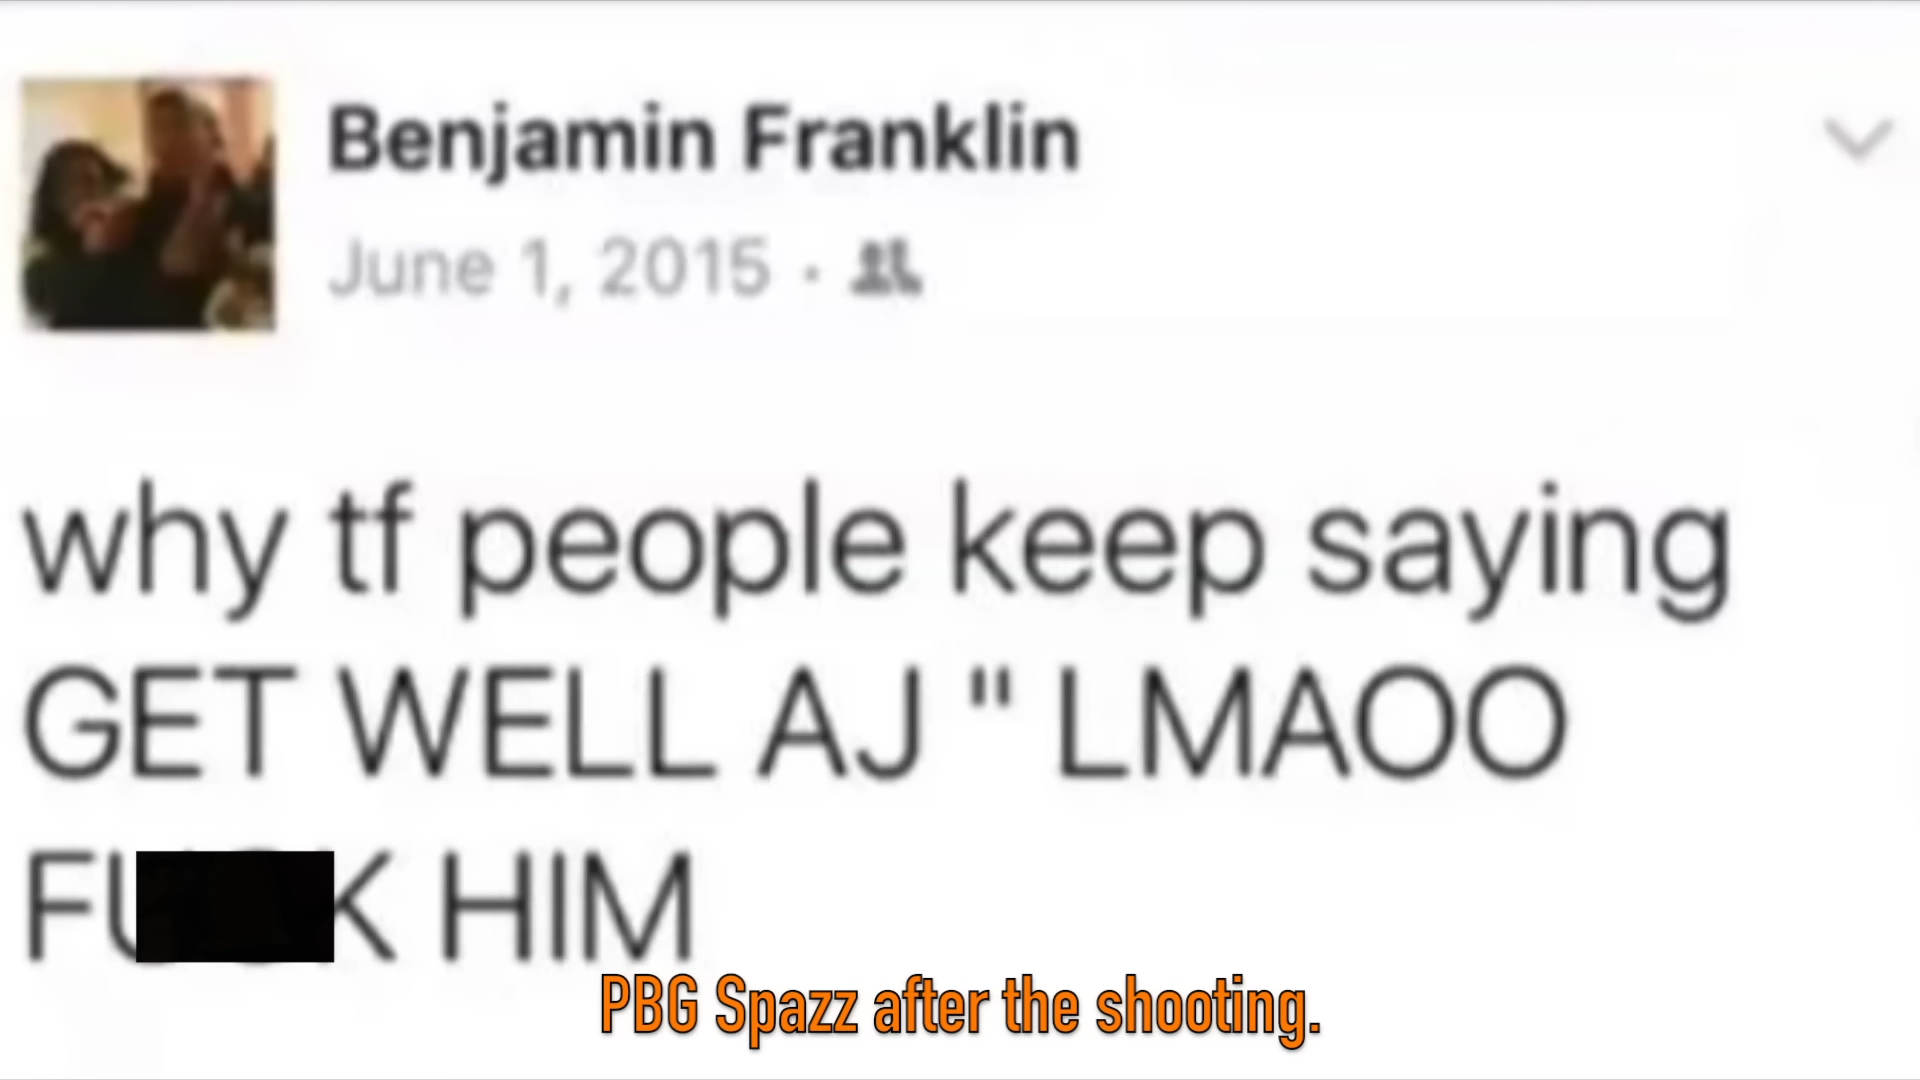 Benjamin Franklin
June 1, 2015 ·
why tf people keep saying
GET WELL AJ " LMAOO
FU K HIM
PBG Spazz after the shooting.